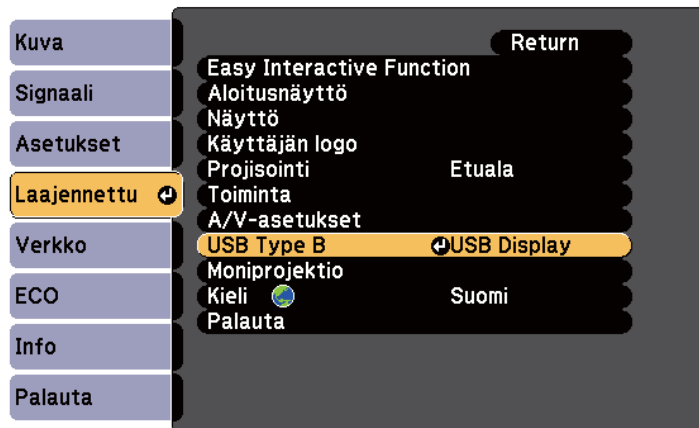 Kuva
Signaali
Asetukset
Laajennettu
Verkko
ECO
Info
Palauta
Return
Easy Interactive Function
Aloitusnäyttö
Näyttö
Käyttäjän logo
Projisointi Etuala
Toiminta
A/V-asetukset
USB Type B USB Display
Moniprojektio
Kieli Suomi
Palauta